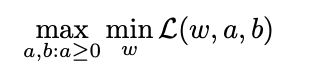 max min ℒ(w, a, b)
a,b:a≥0 w